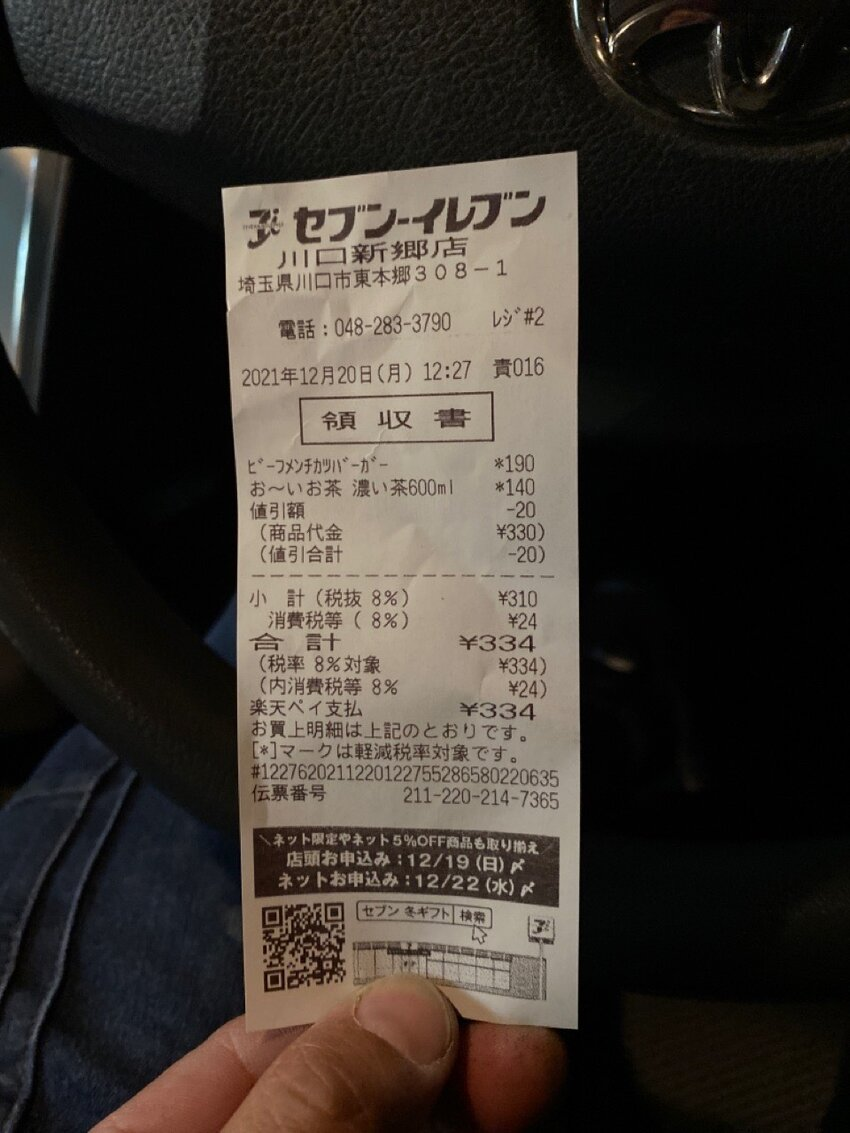 セブン-イレブン
川口新郷店
埼玉県川口市東本郷308-1
電話：048-283-3790 ﾚｼﾞ#2
2021年12月20日(月) 12:27 責016
領収書
ﾋﾞｰﾌﾒﾝﾁｶﾂﾊﾞｰｶﾞｰ *190
お～いお茶 濃い茶600ml *140
値引額 -20
(商品代金 ¥330)
(値引合計 -20)
小 計(税抜 8%) ¥310
消費税等( 8%) ¥24
合 計 ¥334
(税率 8%対象 ¥334)
(内消費税等 8% ¥24)
楽天ペイ支払 ¥334
お買上明細は上記のとおりです。
[*]マークは軽減税率対象です。
#122762021122012275528658​0220635
伝票番号 211-220-214-7365
＼ネット限定やネット5%OFF商品も取り揃え／
店頭お申込み：12/19(日)〆
ネットお申込み：12/22(水)〆
セブン 冬ギフト 検索